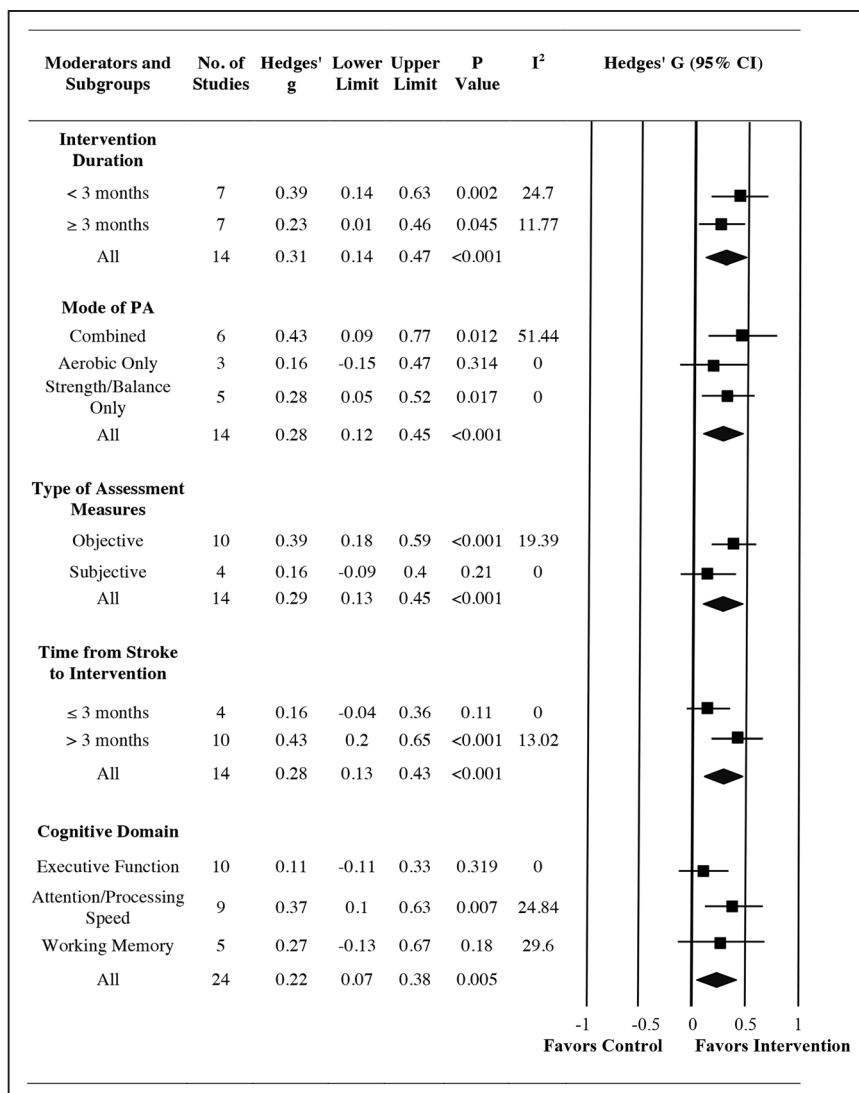 Moderators and Subgroups No. of Studies Hedges' g Lower Limit Upper Limit P Value I² Hedges' G (95% CI)
Intervention
Duration
< 3 months 7 0.39 0.14 0.63 0.002 24.7
≥ 3 months 7 0.23 0.01 0.46 0.045 11.77
All 14 0.31 0.14 0.47 <0.001
Mode of PA
Combined 6 0.43 0.09 0.77 0.012 51.44
Aerobic Only 3 0.16 -0.15 0.47 0.314 0
Strength/Balance
Only 5 0.28 0.05 0.52 0.017 0
All 14 0.28 0.12 0.45 <0.001
Type of Assessment
Measures
Objective 10 0.39 0.18 0.59 <0.001 19.39
Subjective 4 0.16 -0.09 0.4 0.21 0
All 14 0.29 0.13 0.45 <0.001
Time from Stroke
to Intervention
≤ 3 months 4 0.16 -0.04 0.36 0.11 0
> 3 months 10 0.43 0.2 0.65 <0.001 13.02
All 14 0.28 0.13 0.43 <0.001
Cognitive Domain
Executive Function 10 0.11 -0.11 0.33 0.319 0
Attention/Processing
Speed 9 0.37 0.1 0.63 0.007 24.84
Working Memory 5 0.27 -0.13 0.67 0.18 29.6
All 24 0.22 0.07 0.38 0.005
-1 -0.5 0 0.5 1
Favors Control Favors Intervention